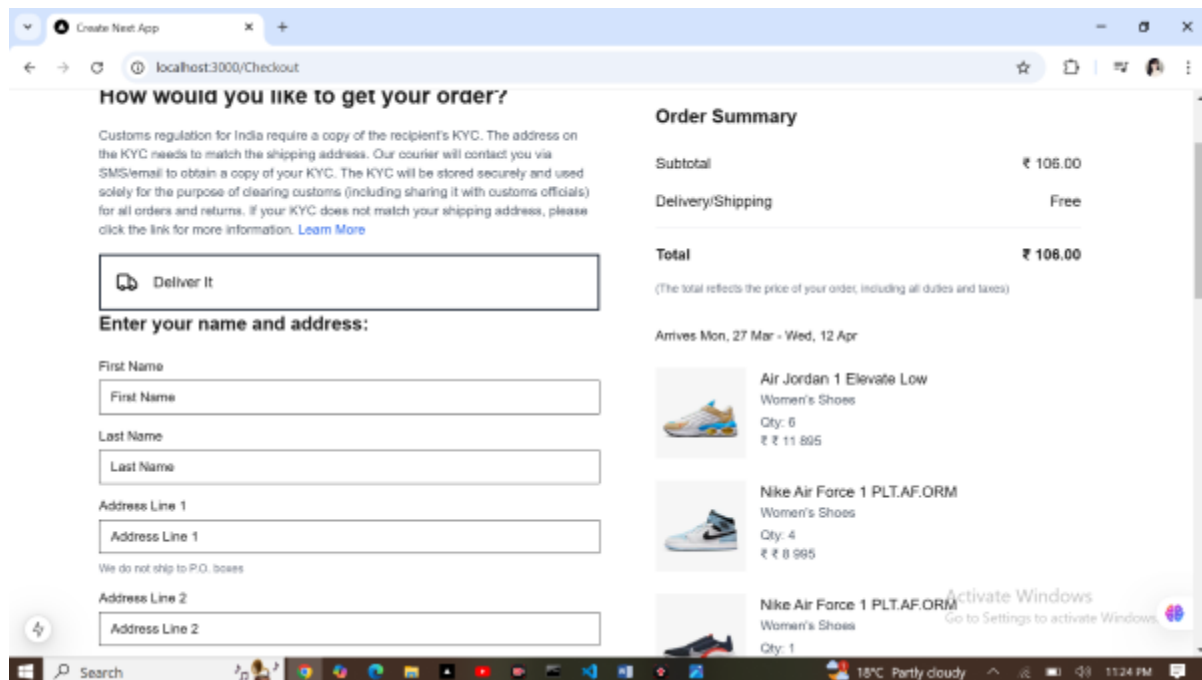 Create Next App
localhost:3000/Checkout
How would you like to get your order?
Customs regulation for India require a copy of the recipient's KYC. The address on
the KYC needs to match the shipping address. Our courier will contact you via
SMS/email to obtain a copy of your KYC. The KYC will be stored securely and used
solely for the purpose of clearing customs (including sharing it with customs officials)
for all orders and returns. If your KYC does not match your shipping address, please
click the link for more information. Learn More
Deliver It
Enter your name and address:
First Name
First Name
Last Name
Last Name
Address Line 1
Address Line 1
We do not ship to P.O. boxes
Address Line 2
Address Line 2
Order Summary
Subtotal ₹ 106.00
Delivery/Shipping Free
Total ₹ 106.00
(The total reflects the price of your order, including all duties and taxes)
Arrives Mon, 27 Mar - Wed, 12 Apr
Air Jordan 1 Elevate Low
Women's Shoes
Qty: 6
₹ ₹ 11 895
Nike Air Force 1 PLT.AF.ORM
Women's Shoes
Qty: 4
₹ ₹ 8 995
Nike Air Force 1 PLT.AF.ORM
Women's Shoes
Qty: 1
Activate Windows
Go to Settings to activate Windows.
Search
18°C Partly cloudy
11:24 PM